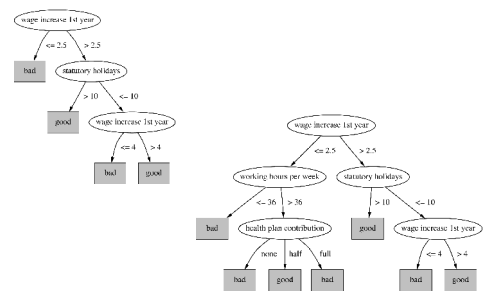 wage increase 1st year
<= 2.5 > 2.5
bad statutory holidays
> 10 <= 10
good wage increase 1st year
<= 4 > 4
bad good
wage increase 1st year
<= 2.5 > 2.5
working hours per week statutory holidays
<= 36 > 36 > 10 <= 10
bad health plan contribution good wage increase 1st year
none half full <= 4 > 4
bad good bad bad good